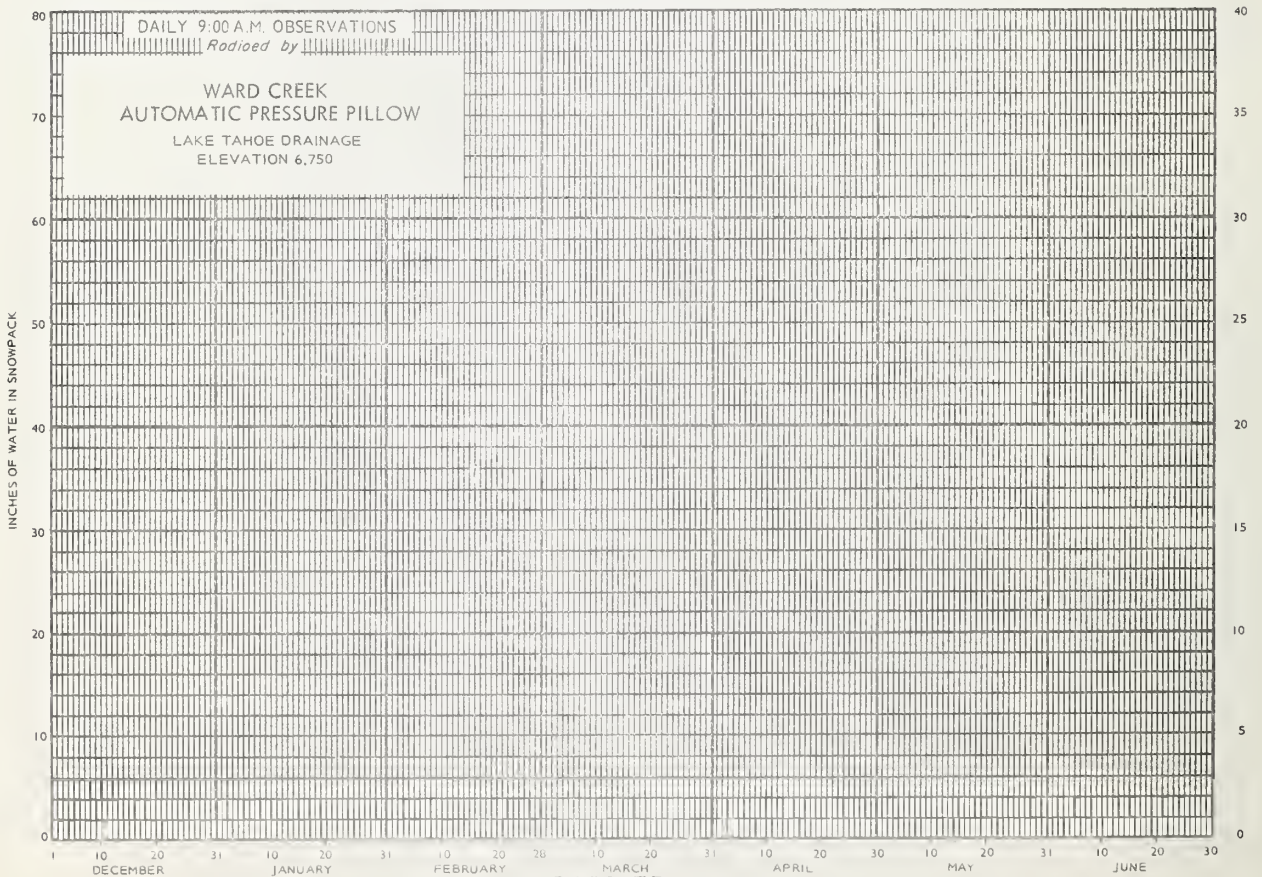 DAILY 9:00 A.M. OBSERVATIONS
Radioed by
WARD CREEK
AUTOMATIC PRESSURE PILLOW
LAKE TAHOE DRAINAGE
ELEVATION 6,750
INCHES OF WATER IN SNOWPACK
80 40
70 35
60 30
50 25
40 20
30 15
20 10
10 5
0 0
1 10 20 31 10 20 31 10 20 28 10 20 31 10 20 30 10 20 31 10 20 30
DECEMBER JANUARY FEBRUARY MARCH APRIL MAY JUNE